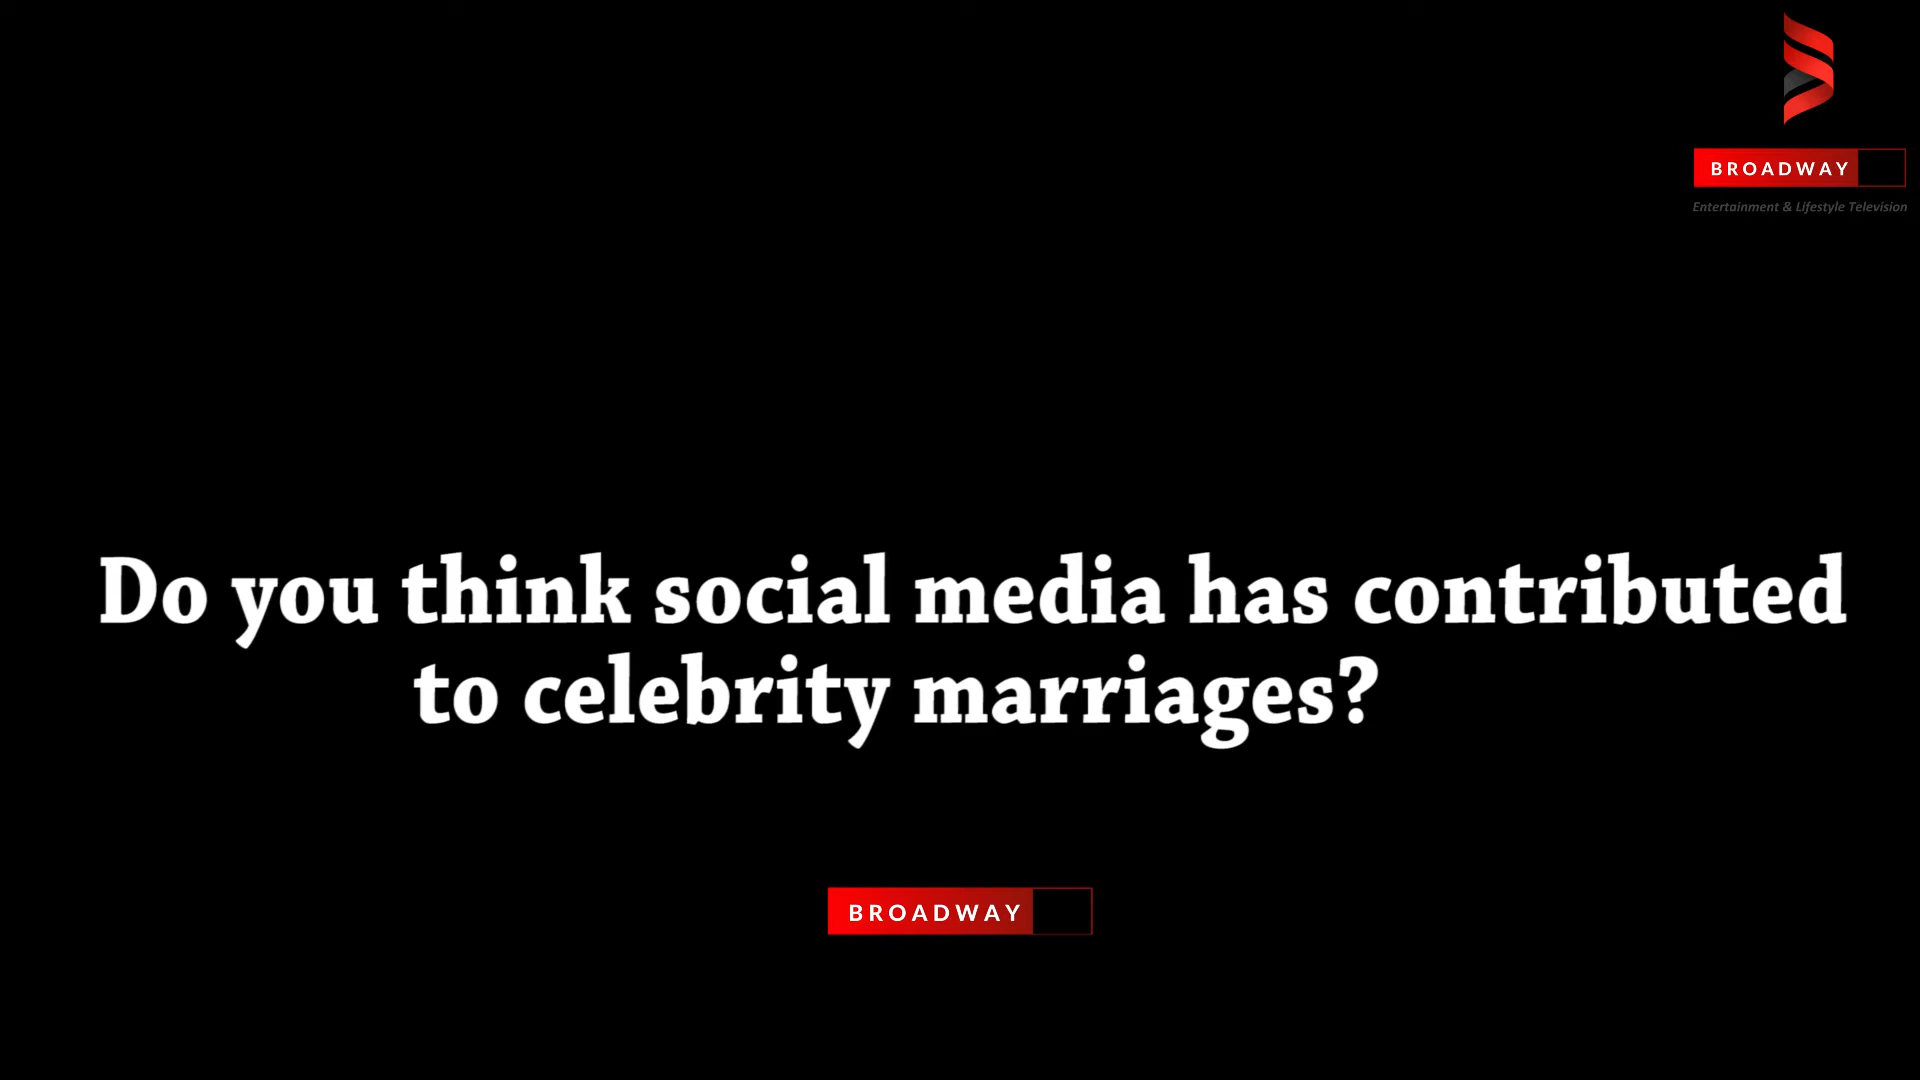 BROADWAY
Entertainment & Lifestyle Television
Do you think social media has contributed
to celebrity marriages?
BROADWAY